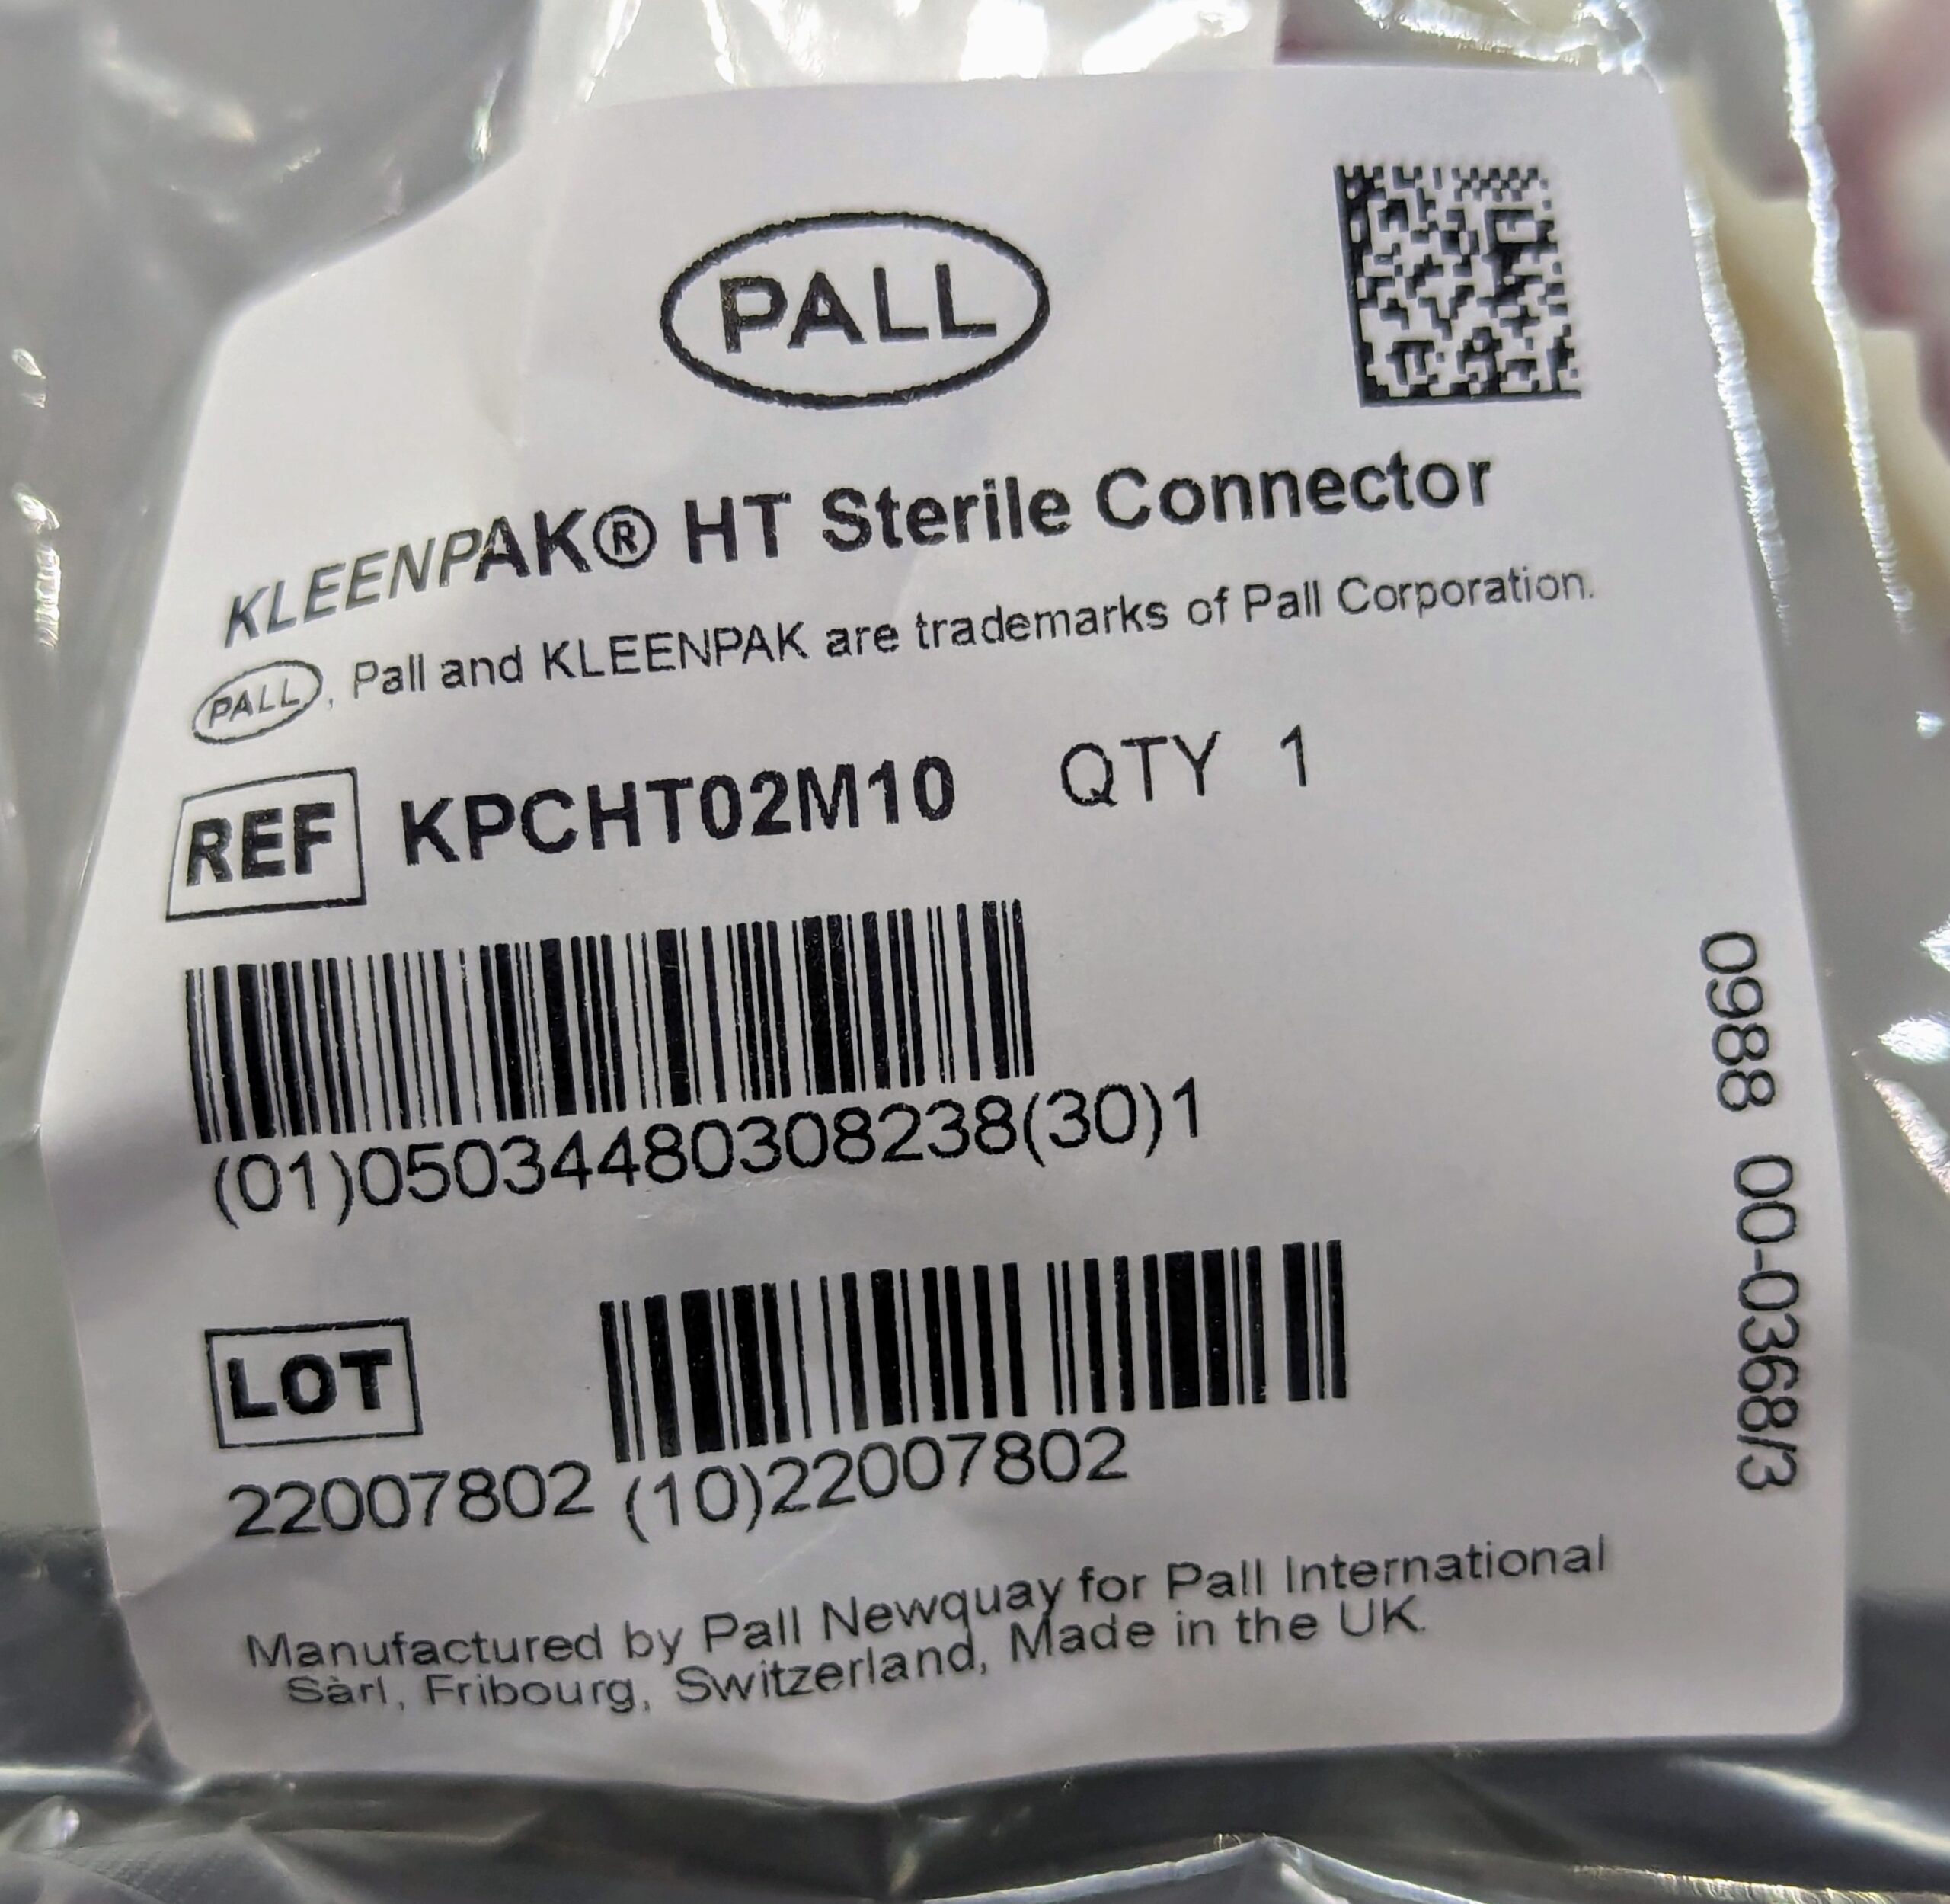 PALL
KLEENPAK® HT Sterile Connector
PALL, Pall and KLEENPAK are trademarks of Pall Corporation.
REF KPCHT02M10 QTY 1
(01)05034480308238(30)1
LOT
22007802 (10)22007802
Manufactured by Pall Newquay for Pall International
Sàrl, Fribourg, Switzerland, Made in the UK.
0988 00-0368/3